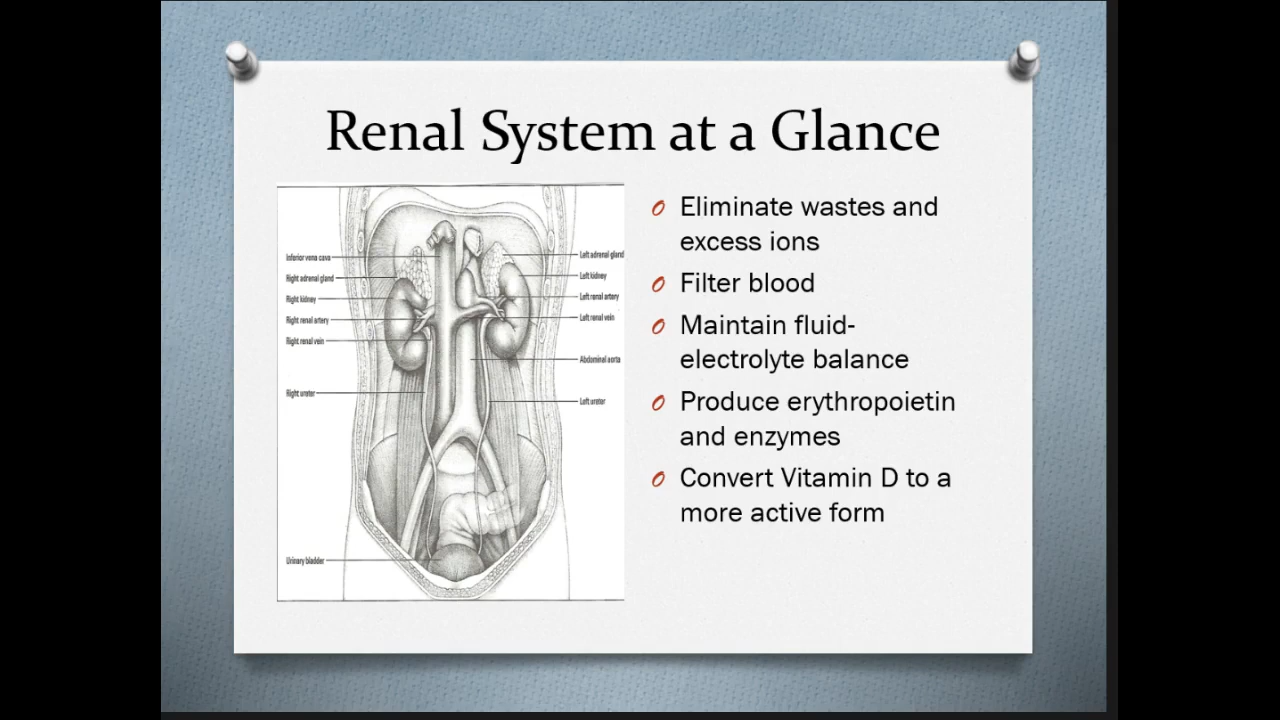 Renal System at a Glance
Inferior vena cava
Right adrenal gland
Right kidney
Right renal artery
Right renal vein
Right ureter
Urinary bladder
Left adrenal gland
Left kidney
Left renal artery
Left renal vein
Abdominal aorta
Left ureter
Eliminate wastes and
excess ions
Filter blood
Maintain fluid-
electrolyte balance
Produce erythropoietin
and enzymes
Convert Vitamin D to a
more active form